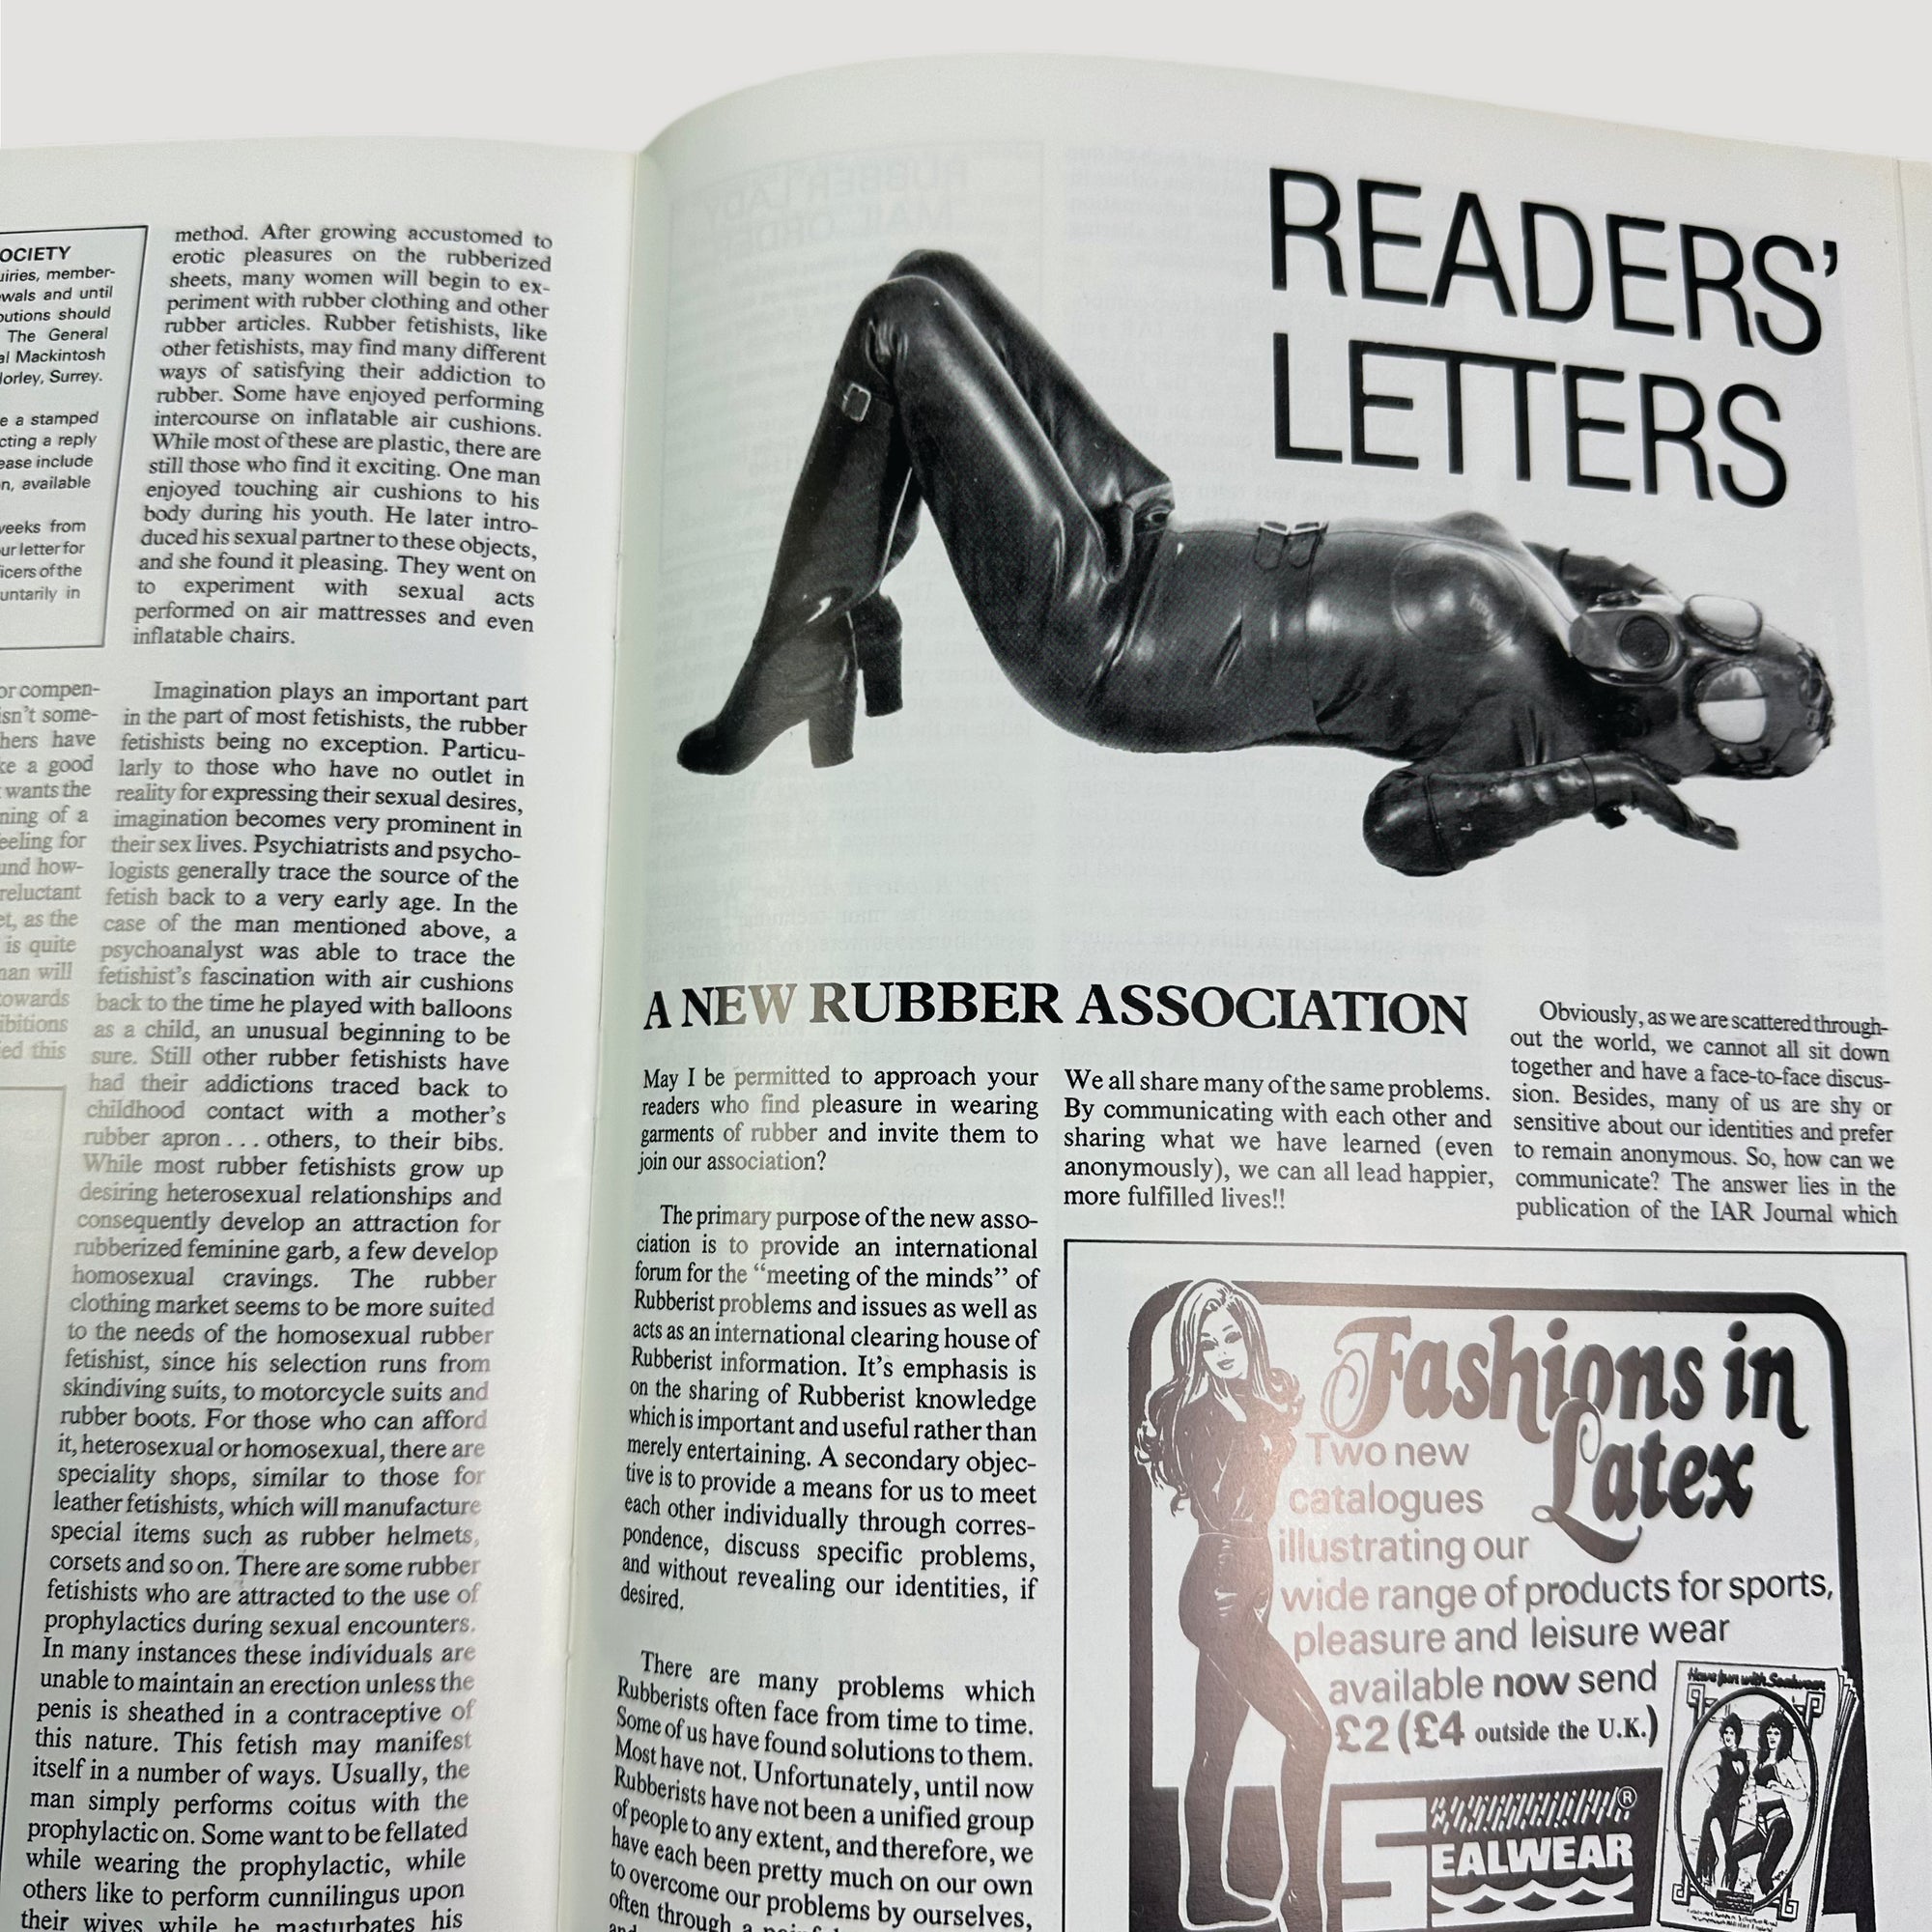 OCIETY
uiries, member-
wals and until
butions should
The General
al Mackintosh
Horley, Surrey.
e a stamped
cting a reply
ease include
n, available
weeks from
ur letter for
icers of the
untarily in
or compen-
isn't some-
hers have
ke a good
wants the
ning of a
feeling for
und how-
reluctant
et, as the
is quite
man will
towards
ibitions
ied this
method. After growing accustomed to
erotic pleasures on the rubberized
sheets, many women will begin to ex-
periment with rubber clothing and other
rubber articles. Rubber fetishists, like
other fetishists, may find many different
ways of satisfying their addiction to
rubber. Some have enjoyed performing
intercourse on inflatable air cushions.
While most of these are plastic, there are
still those who find it exciting. One man
enjoyed touching air cushions to his
body during his youth. He later intro-
duced his sexual partner to these objects,
and she found it pleasing. They went on
to experiment with sexual acts
performed on air mattresses and even
inflatable chairs.
Imagination plays an important part
in the part of most fetishists, the rubber
fetishists being no exception. Particu-
larly to those who have no outlet in
reality for expressing their sexual desires,
imagination becomes very prominent in
their sex lives. Psychiatrists and psycho-
logists generally trace the source of the
fetish back to a very early age. In the
case of the man mentioned above, a
psychoanalyst was able to trace the
fetishist's fascination with air cushions
back to the time he played with balloons
as a child, an unusual beginning to be
sure. Still other rubber fetishists have
had their addictions traced back to
childhood contact with a mother's
rubber apron . . . others, to their bibs.
While most rubber fetishists grow up
desiring heterosexual relationships and
consequently develop an attraction for
rubberized feminine garb, a few develop
homosexual cravings. The rubber
clothing market seems to be more suited
to the needs of the homosexual rubber
fetishist, since his selection runs from
skindiving suits, to motorcycle suits and
rubber boots. For those who can afford
it, heterosexual or homosexual, there are
speciality shops, similar to those for
leather fetishists, which will manufacture
special items such as rubber helmets,
corsets and so on. There are some rubber
fetishists who are attracted to the use of
prophylactics during sexual encounters.
In many instances these individuals are
unable to maintain an erection unless the
penis is sheathed in a contraceptive of
this nature. This fetish may manifest
itself in a number of ways. Usually, the
man simply performs coitus with the
prophylactic on. Some want to be fellated
while wearing the prophylactic, while
others like to perform cunnilingus upon
their wives while he masturbates his
READERS'
LETTERS
A NEW RUBBER ASSOCIATION
May I be permitted to approach your
readers who find pleasure in wearing
garments of rubber and invite them to
join our association?
The primary purpose of the new asso-
ciation is to provide an international
forum for the "meeting of the minds" of
Rubberist problems and issues as well as
acts as an international clearing house of
Rubberist information. It's emphasis is
on the sharing of Rubberist knowledge
which is important and useful rather than
merely entertaining. A secondary objec-
tive is to provide a means for us to meet
each other individually through corres-
pondence, discuss specific problems,
and without revealing our identities, if
desired.
There are many problems which
Rubberists often face from time to time.
Some of us have found solutions to them.
Most have not. Unfortunately, until now
Rubberists have not been a unified group
of people to any extent, and therefore, we
have each been pretty much on our own
to overcome our problems by ourselves,
often through a
We all share many of the same problems.
By communicating with each other and
sharing what we have learned (even
anonymously), we can all lead happier,
more fulfilled lives!!
Obviously, as we are scattered through-
out the world, we cannot all sit down
together and have a face-to-face discus-
sion. Besides, many of us are shy or
sensitive about our identities and prefer
to remain anonymous. So, how can we
communicate? The answer lies in the
publication of the IAR Journal which
Fashions in
Latex
Two new
catalogues
illustrating our
wide range of products for sports,
pleasure and leisure wear
available now send
£2 (£4 outside the U.K.)
SEALWEAR®
Have fun with Sealwear